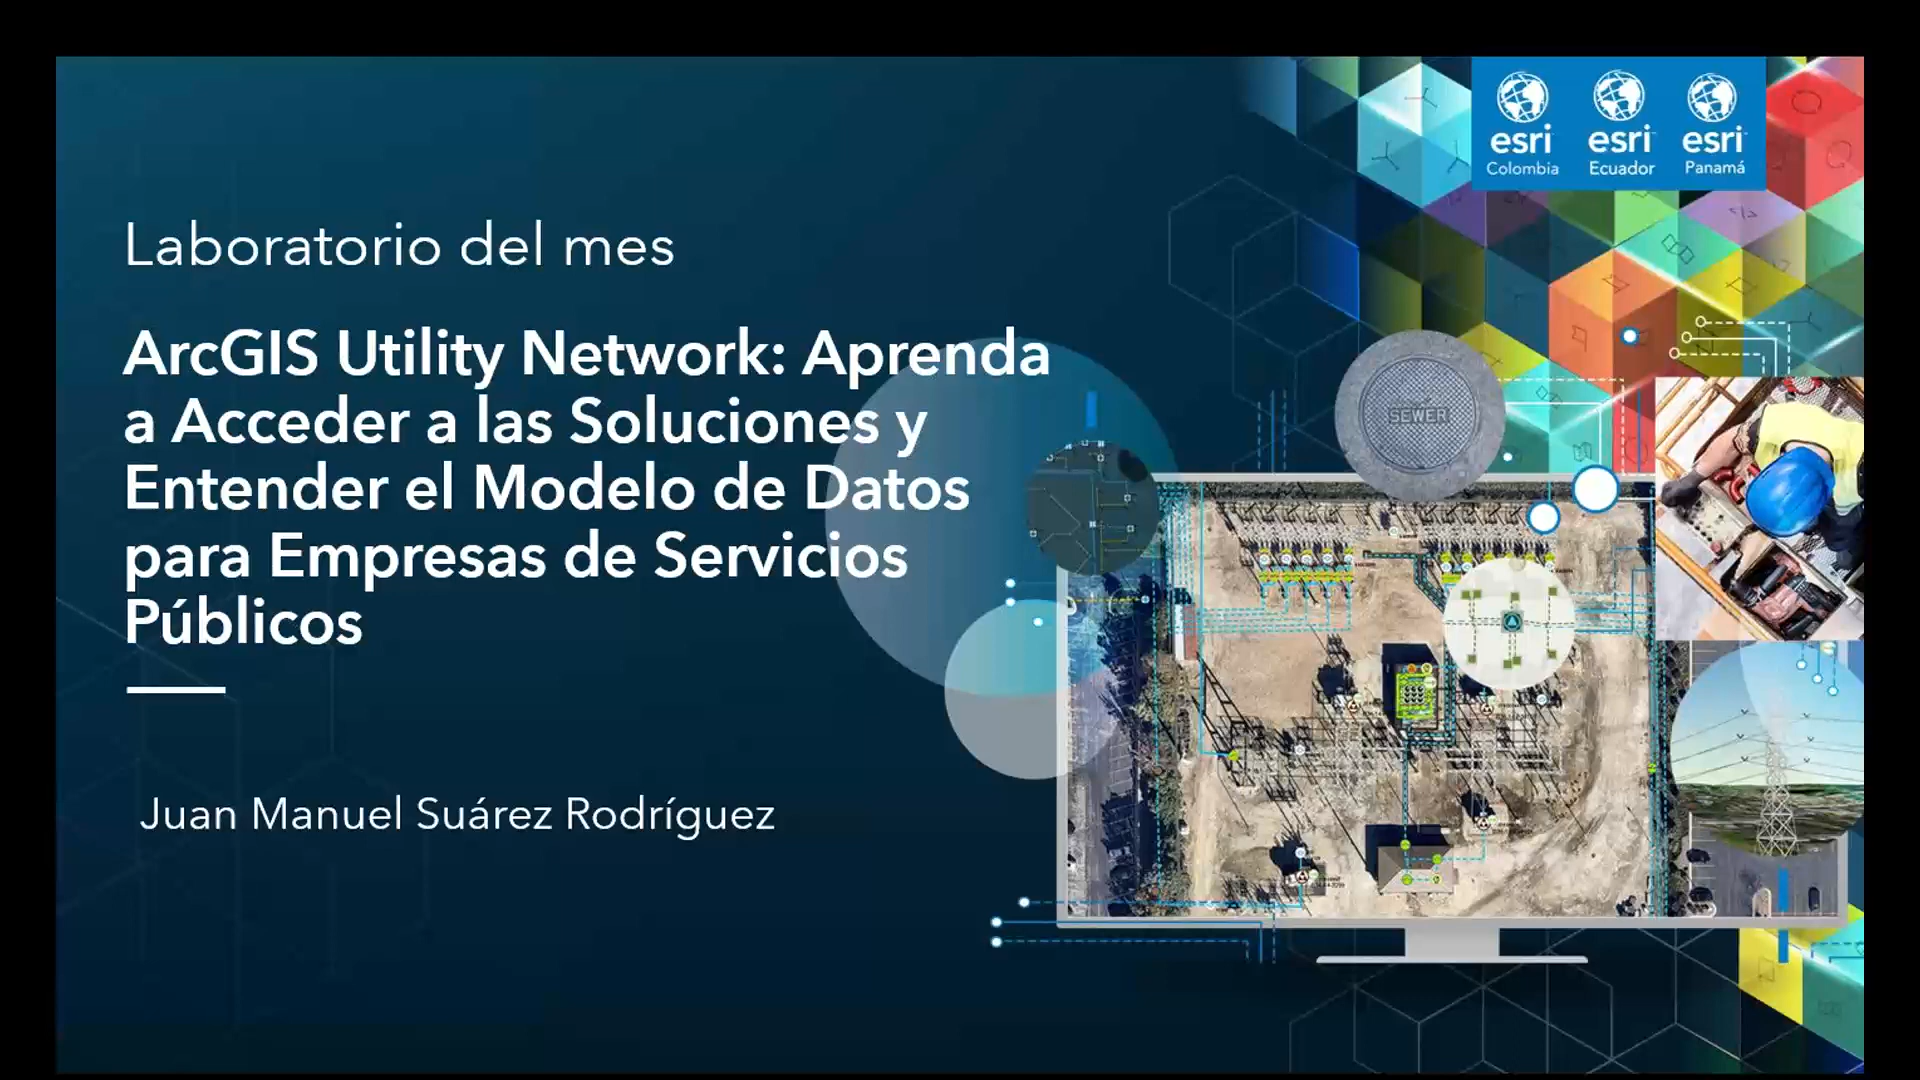 esri esri esri
Colombia Ecuador Panamá
Laboratorio del mes
ArcGIS Utility Network: Aprenda
a Acceder a las Soluciones y
Entender el Modelo de Datos
para Empresas de Servicios
Públicos
Juan Manuel Suárez Rodríguez
SEWER